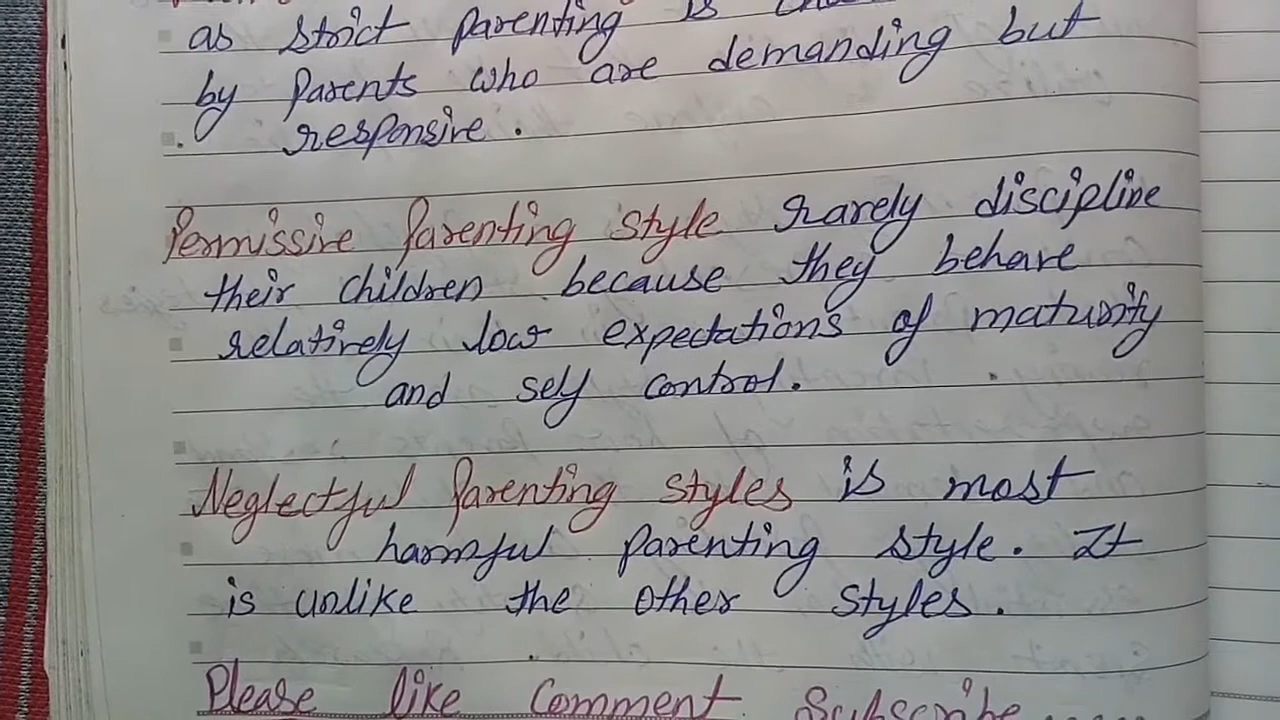 as strict parenting is
by Parents who are demanding but
responsive.
Permissive Parenting Style rarely discipline
their children because they behave
relatively low expectations of maturity
and self control.
Neglectful Parenting styles is most
harmful parenting style. It
is unlike the other styles.
Please like Comment Subscribe